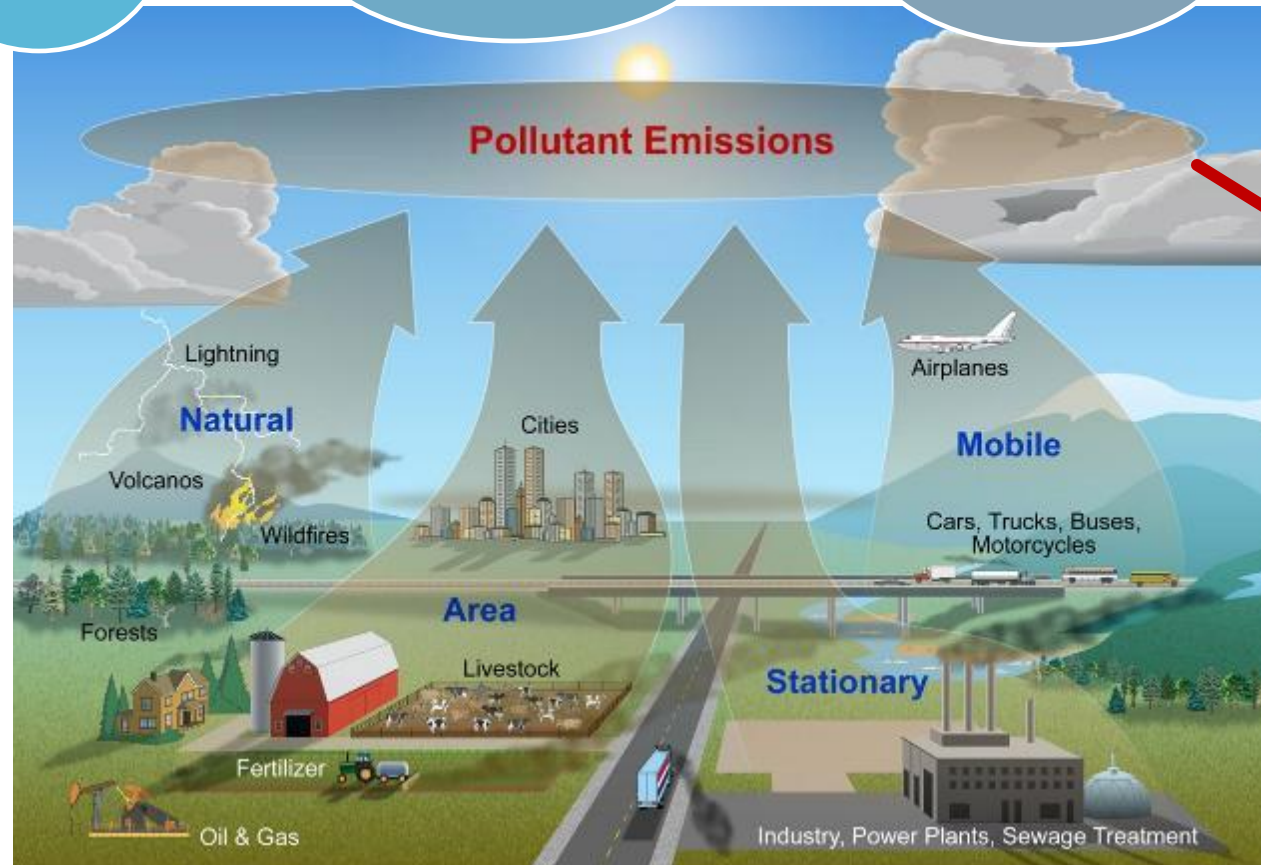 Pollutant Emissions
Lightning
Natural
Volcanos
Wildfires
Forests
Cities
Area
Livestock
Fertilizer
Oil & Gas
Airplanes
Mobile
Cars, Trucks, Buses,
Motorcycles
Stationary
Industry, Power Plants, Sewage Treatment